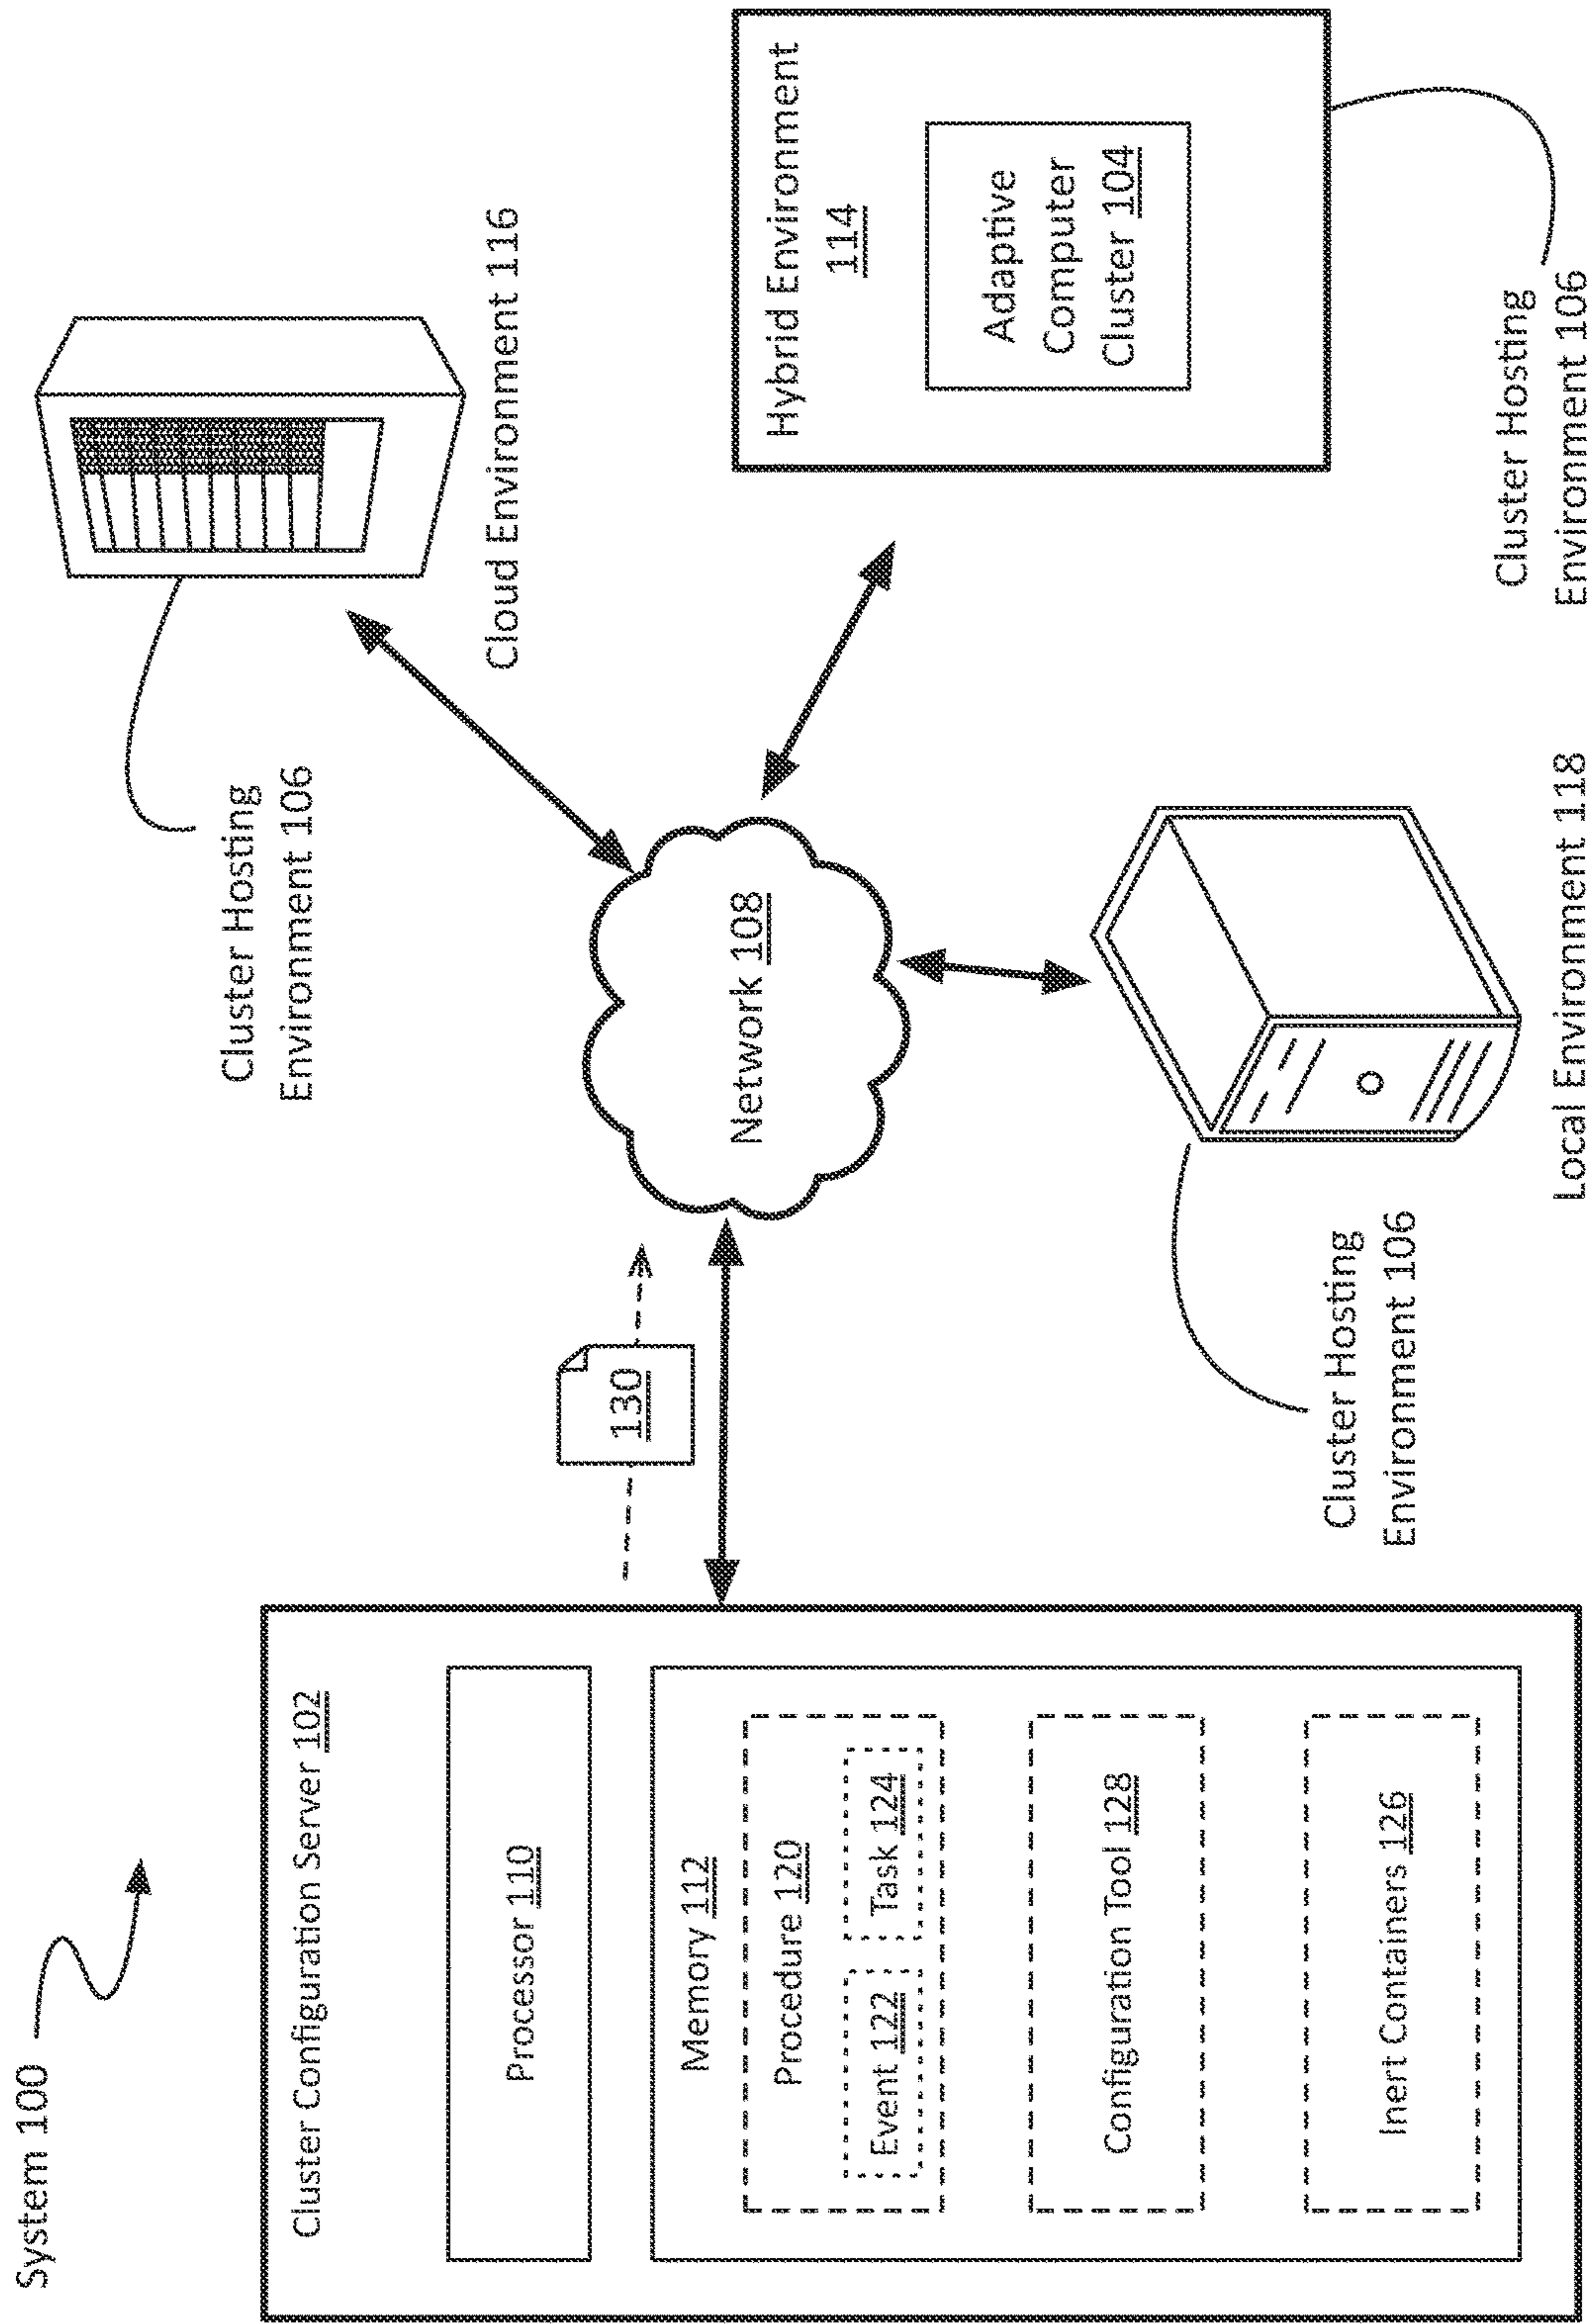 System 100
Cluster Configuration Server 102
Processor 110
Memory 112
Procedure 120
Event 122
Task 124
Configuration Tool 128
Inert Containers 126
130
Network 108
Cluster Hosting
Environment 106
Cloud Environment 116
Hybrid Environment
114
Adaptive
Computer
Cluster 104
Cluster Hosting
Environment 106
Cluster Hosting
Environment 106
Local Environment 118